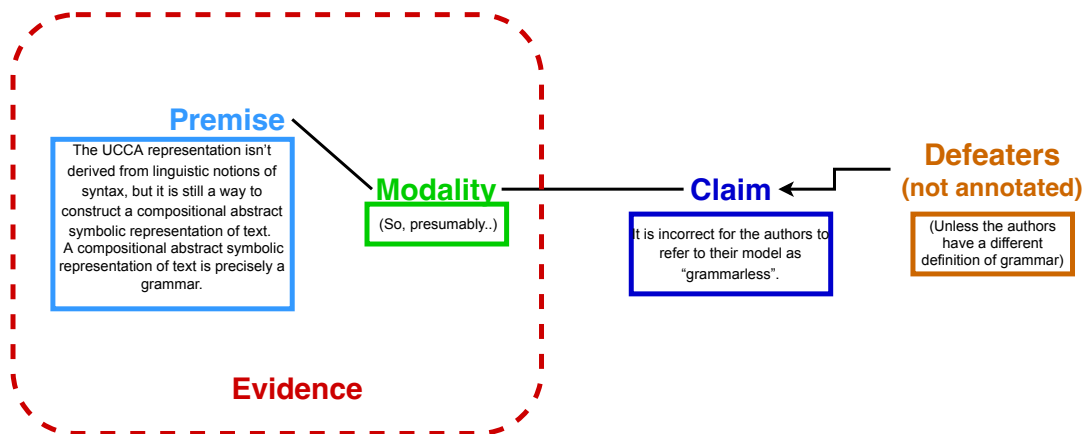 Premise
The UCCA representation isn't
derived from linguistic notions of
syntax, but it is still a way to
construct a compositional abstract
symbolic representation of text.
A compositional abstract symbolic
representation of text is precisely a
grammar.
Modality
(So, presumably..)
Evidence
Claim
It is incorrect for the authors to
refer to their model as
“grammarless”.
Defeaters
(not annotated)
(Unless the authors
have a different
definition of grammar)